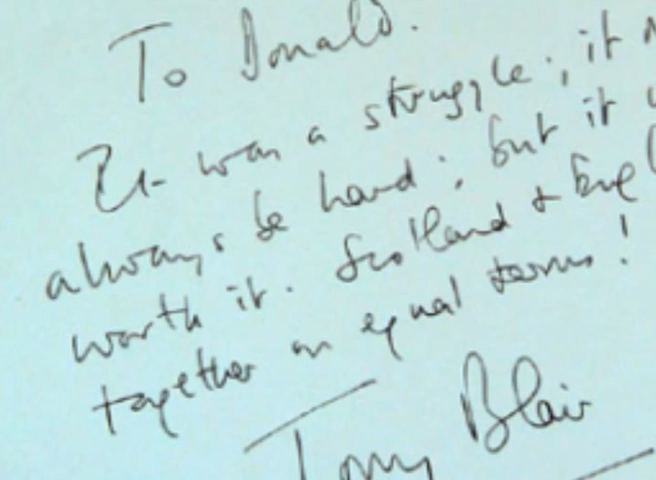 To Donald.
It was a struggle; it
always be hard; but it
worth it. Scotland &
together on equal terms!
Tony Blair